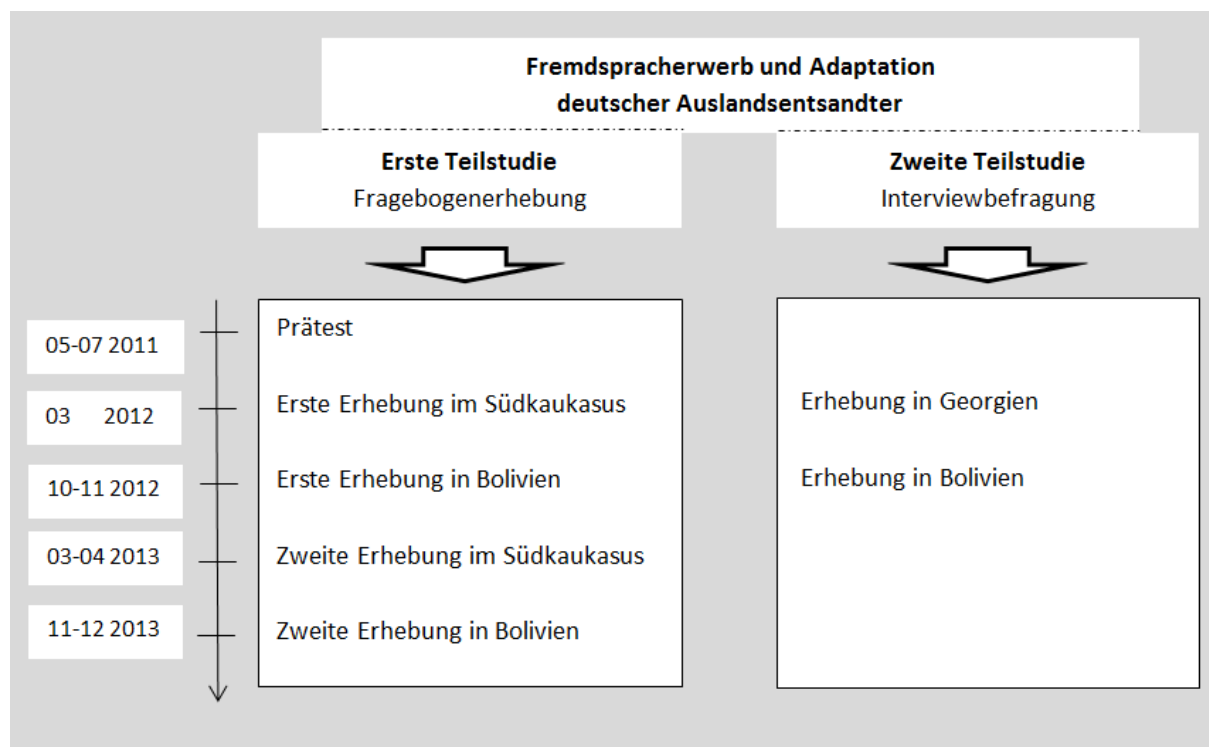 Fremdspracherwerb und Adaptation
deutscher Auslandsentsandter
Erste Teilstudie
Fragebogenerhebung
Zweite Teilstudie
Interviewbefragung
05-07 2011
Prätest
03 2012
Erste Erhebung im Südkaukasus
Erhebung in Georgien
10-11 2012
Erste Erhebung in Bolivien
Erhebung in Bolivien
03-04 2013
Zweite Erhebung im Südkaukasus
11-12 2013
Zweite Erhebung in Bolivien